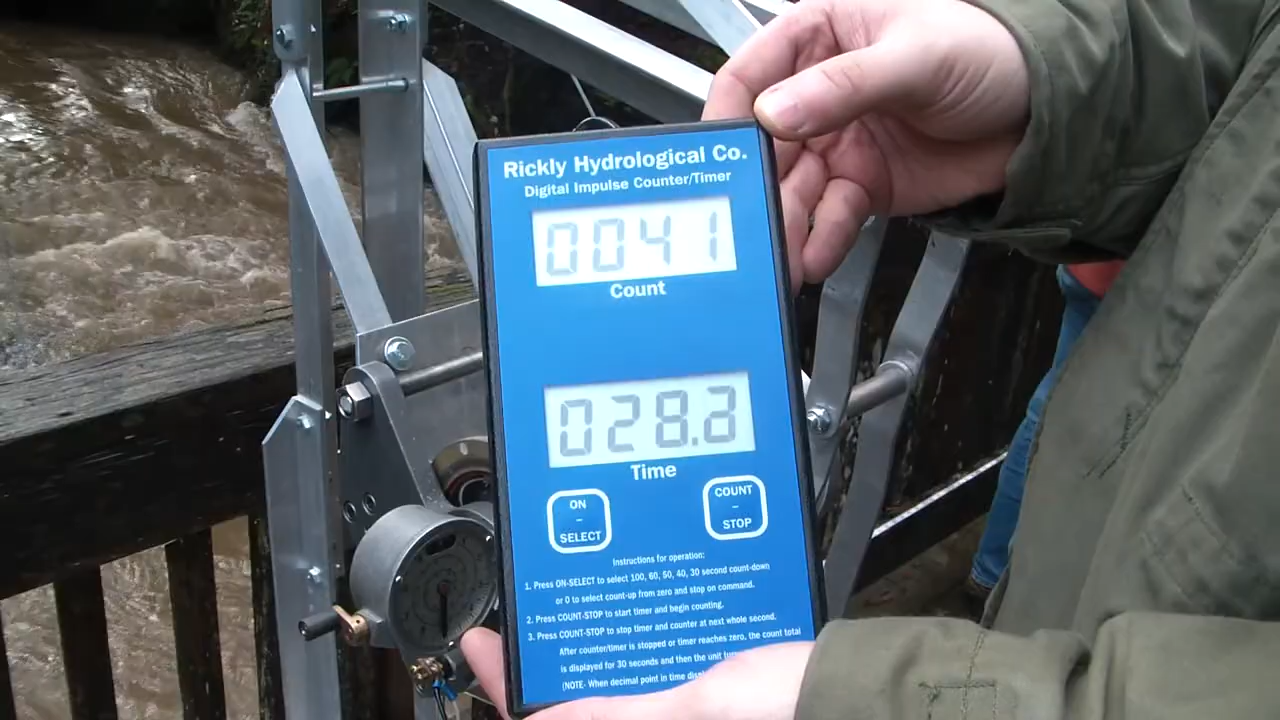 Rickly Hydrological Co.
Digital Impulse Counter/Timer
0041
Count
028.
Time
ON
–
SELECT
COUNT
–
STOP
Instructions for operation:
1. Press ON-SELECT to select 100, 60, 50, 40, 30 second count-down
or 0 to select count-up from zero and stop on command.
2. Press COUNT-STOP to start timer and begin counting.
3. Press COUNT-STOP to stop timer and counter at next whole second.
After counter/timer is stopped or timer reaches zero, the count total
is displayed for 30 seconds and then the unit
(NOTE- When decimal point in time